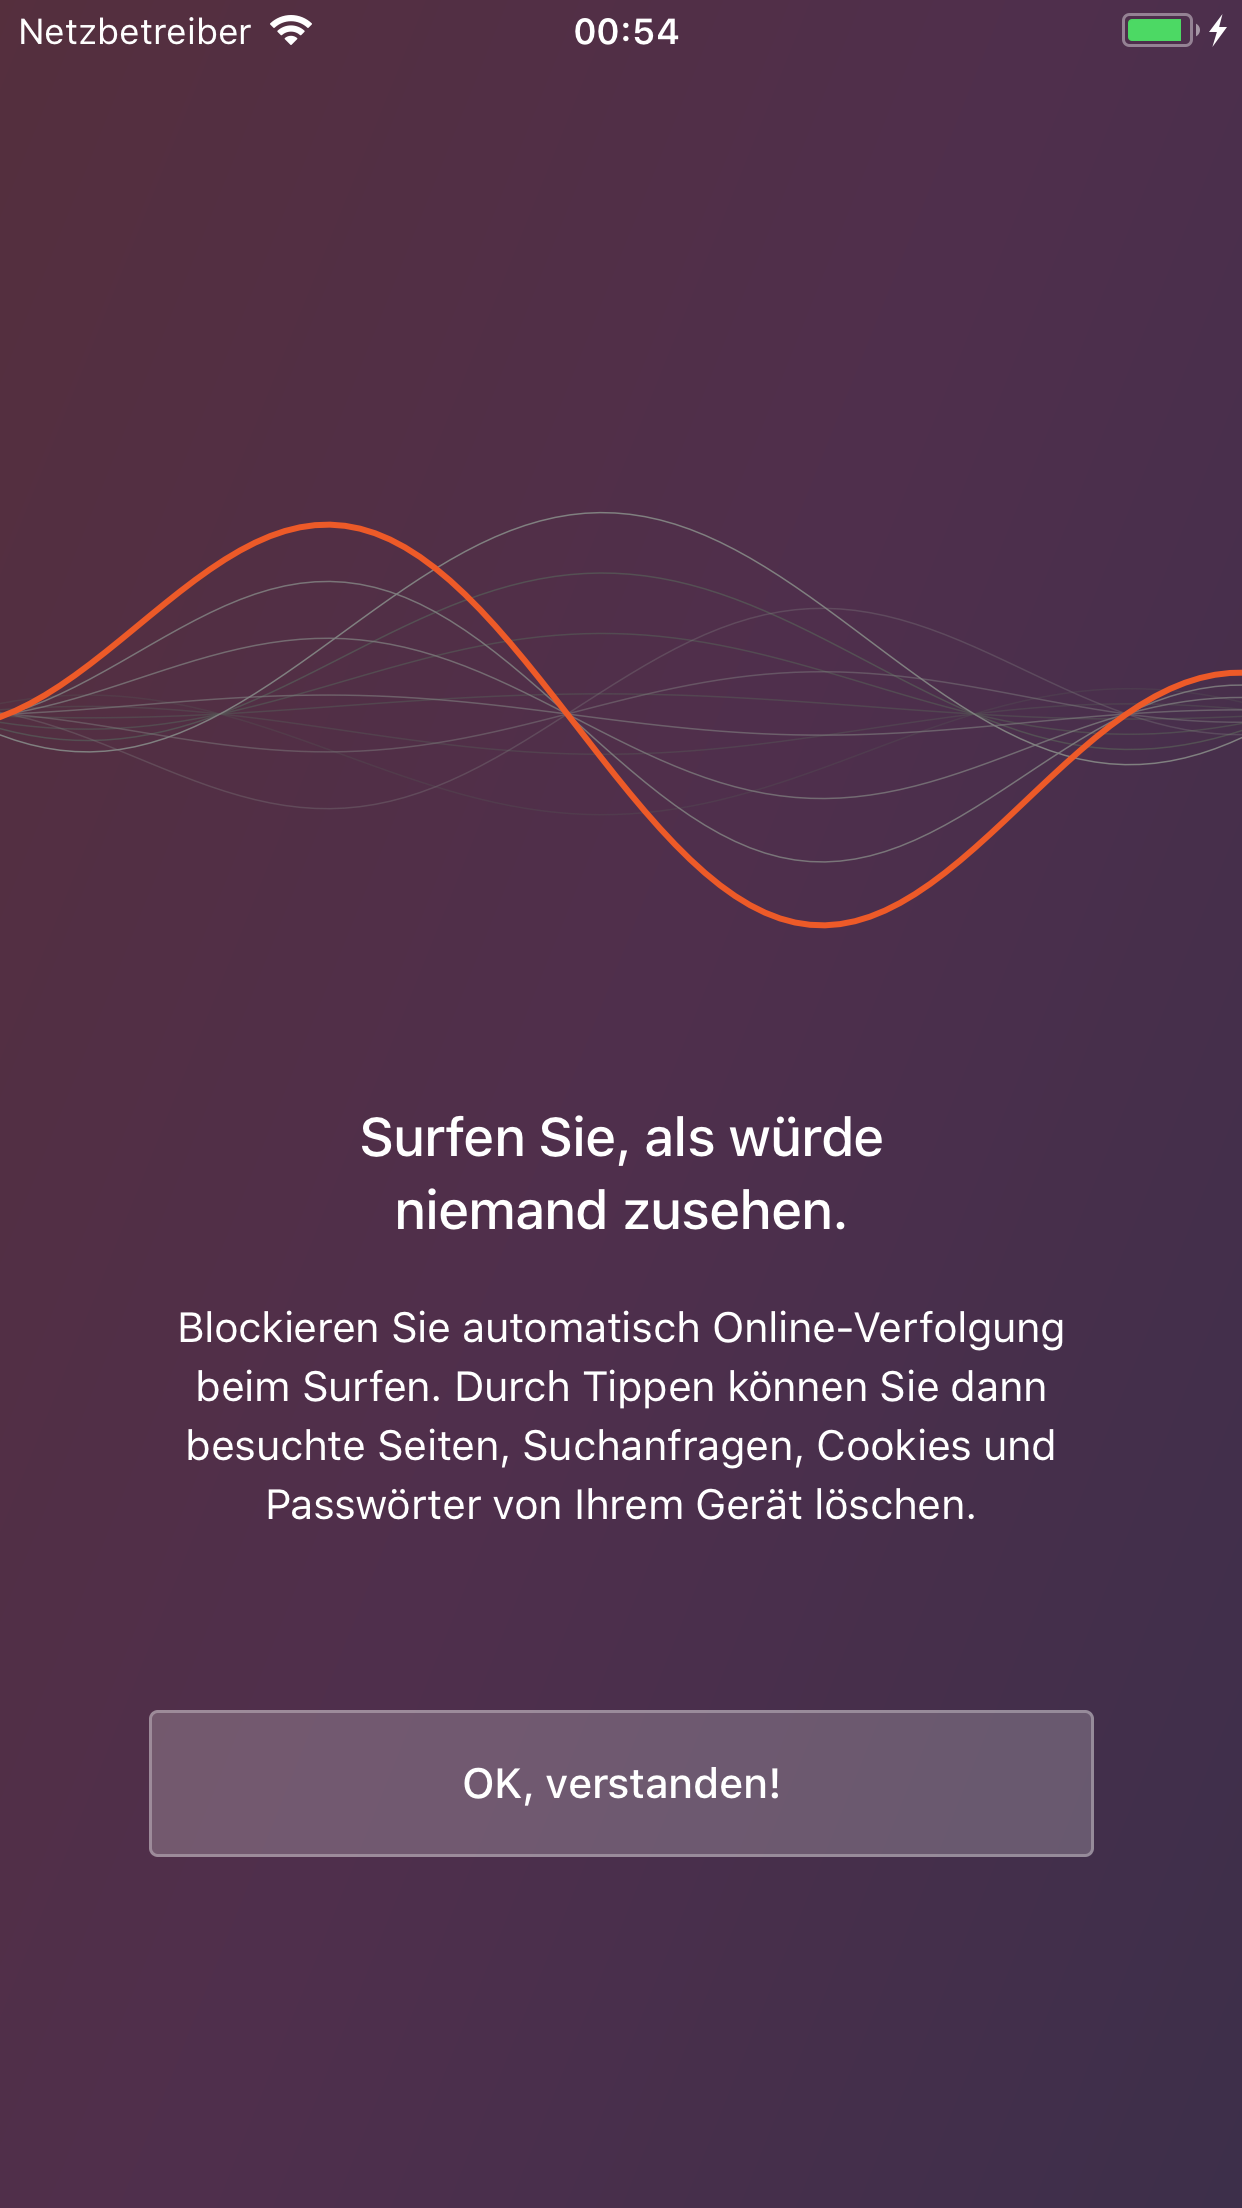 Netzbetreiber 00:54
Surfen Sie, als würde
niemand zusehen.
Blockieren Sie automatisch Online-Verfolgung
beim Surfen. Durch Tippen können Sie dann
besuchte Seiten, Suchanfragen, Cookies und
Passwörter von Ihrem Gerät löschen.
OK, verstanden!